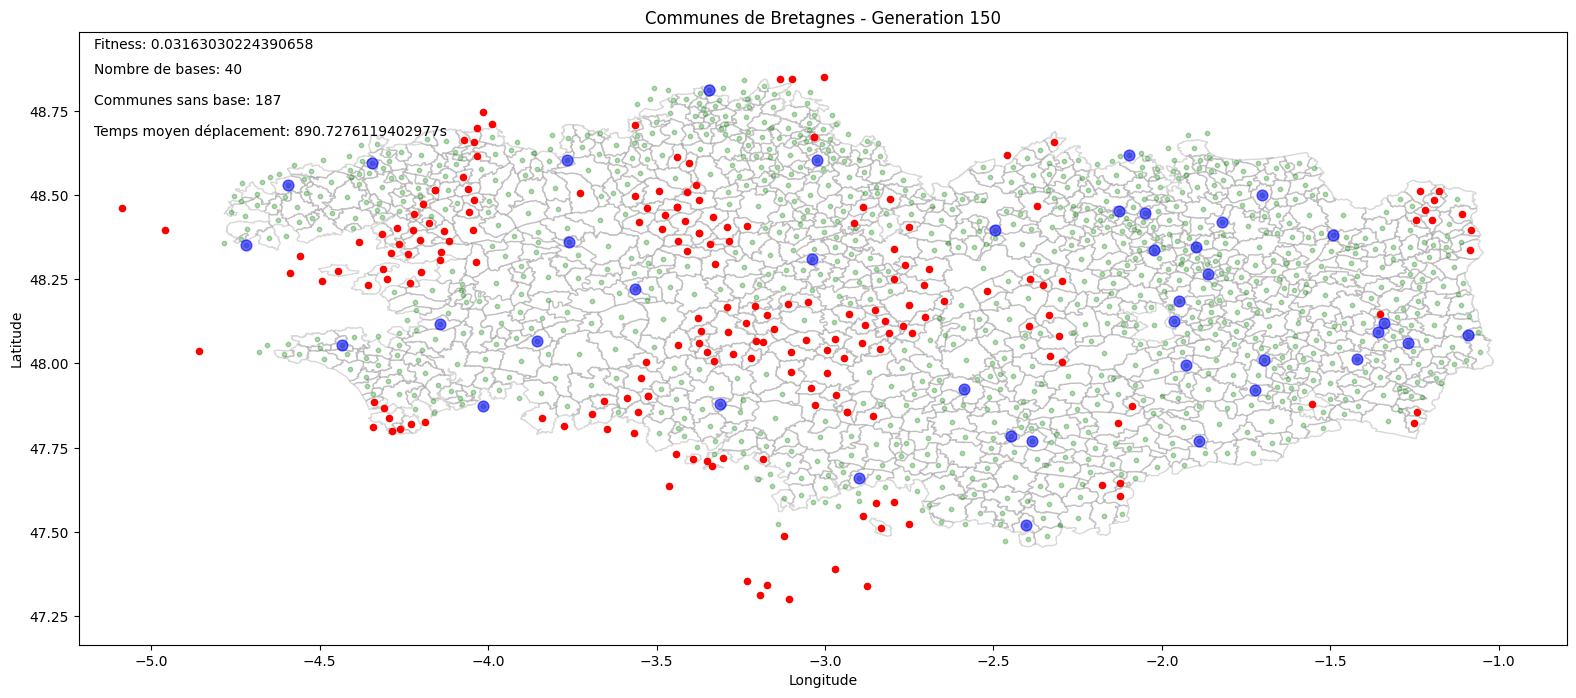 Communes de Bretagnes - Generation 150
Fitness: 0.03163030224390658
Nombre de bases: 40
Communes sans base: 187
Temps moyen déplacement: 890.7276119402977s
Latitude
48.75
48.50
48.25
48.00
47.75
47.50
47.25
−5.0 −4.5 −4.0 −3.5 −3.0 −2.5 −2.0 −1.5 −1.0
Longitude